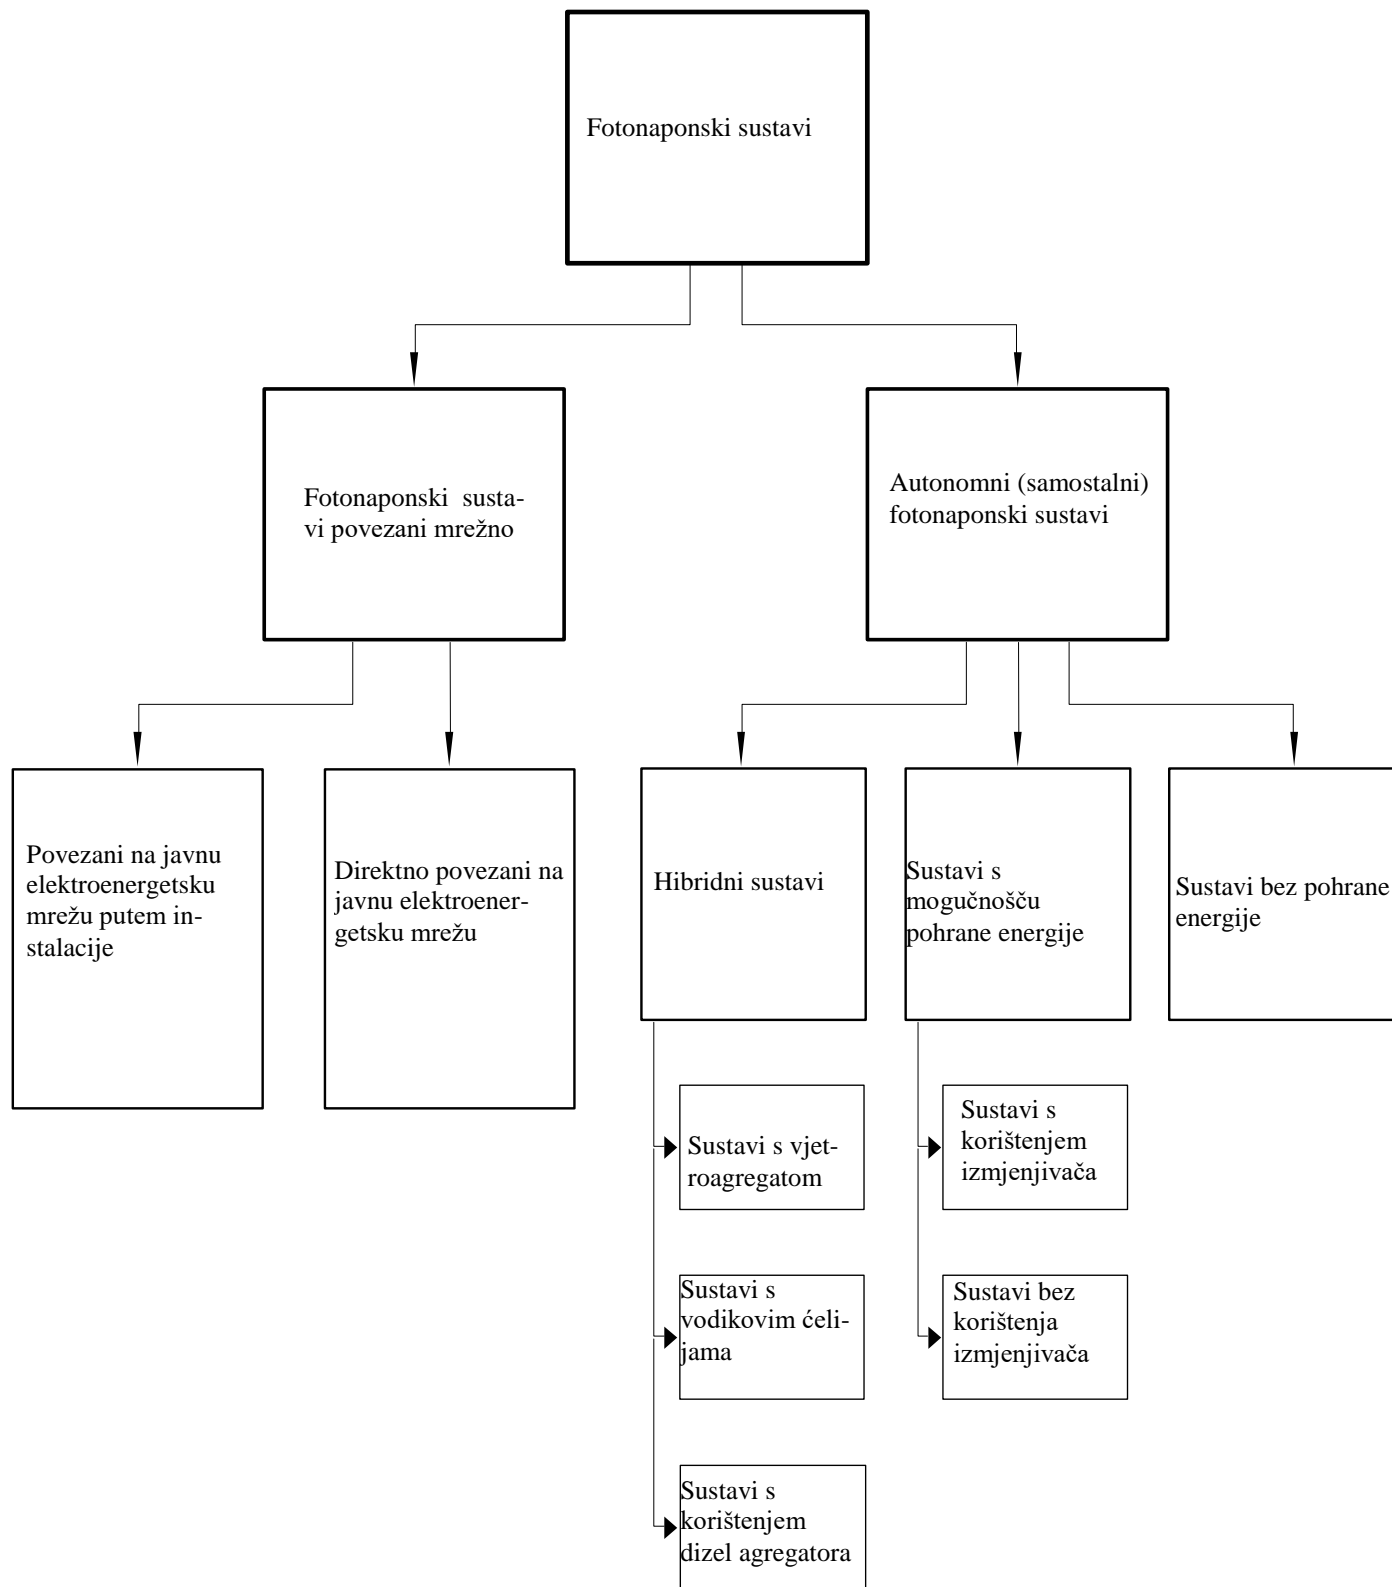 Fotonaponski sustavi
Fotonaponski  susta-
vi povezani mrežno
Autonomni (samostalni)
fotonaponski sustavi
Povezani na javnu
elektroenergetsku
mrežu putem in-
stalacije
Direktno povezani na
javnu elektroener-
getsku mrežu
Hibridni sustavi
Sustavi s
mogučnošču
pohrane energije
Sustavi bez pohrane
energije
Sustavi s vjet-
roagregatom
Sustavi s
vodikovim ćeli-
jama
Sustavi s
korištenjem
dizel agregatora
Sustavi s
korištenjem
izmjenjivača
Sustavi bez
korištenja
izmjenjivača